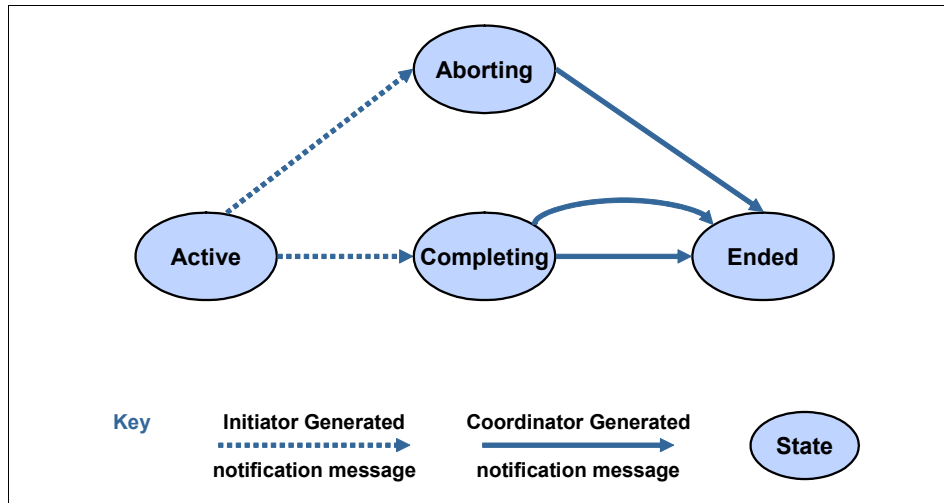 Aborting
Active
Completing
Ended
Key
Initiator Generated
notification message
Coordinator Generated
notification message
State